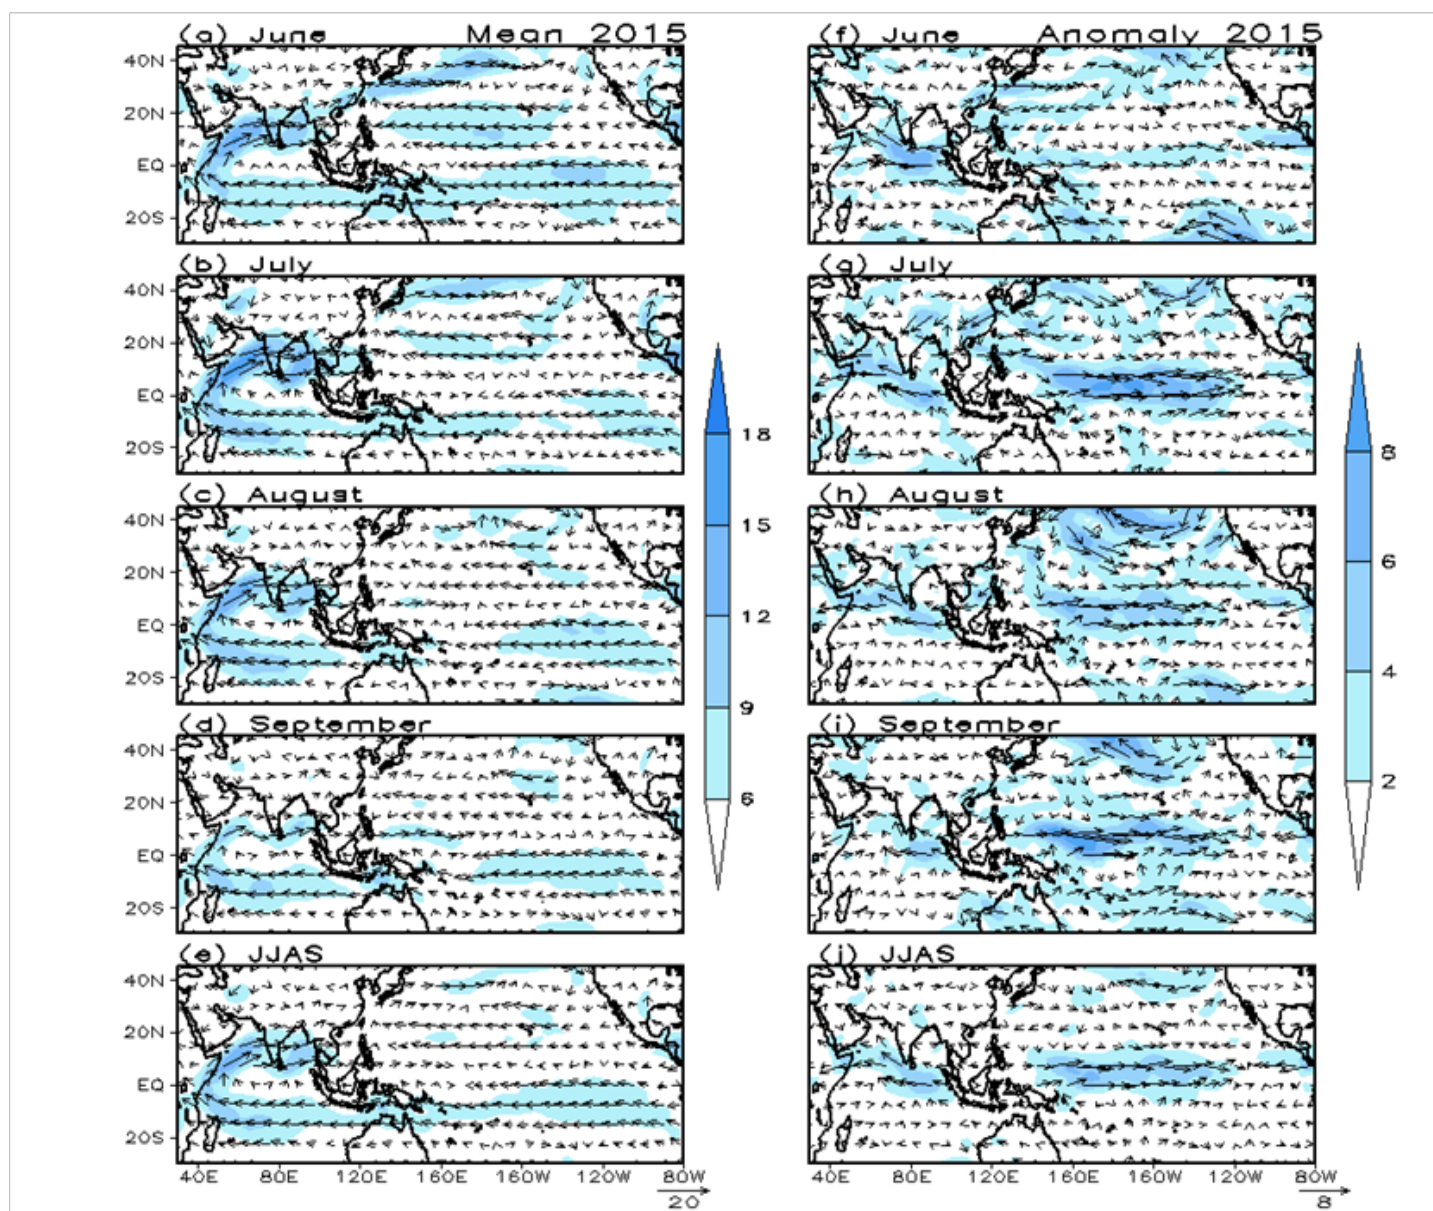 (a) June Mean 2015
40N
20N
EQ
20S
(b) July
40N
20N
EQ
20S
(c) August
40N
20N
EQ
20S
(d) September
40N
20N
EQ
20S
(e) JJAS
40N
20N
EQ
20S
40E 80E 120E 160E 160W 120W 80W
20
18
15
12
9
6
(f) June Anomaly 2015
(g) July
(h) August
(i) September
(j) JJAS
40E 80E 120E 160E 160W 120W 80W
8
8
6
4
2